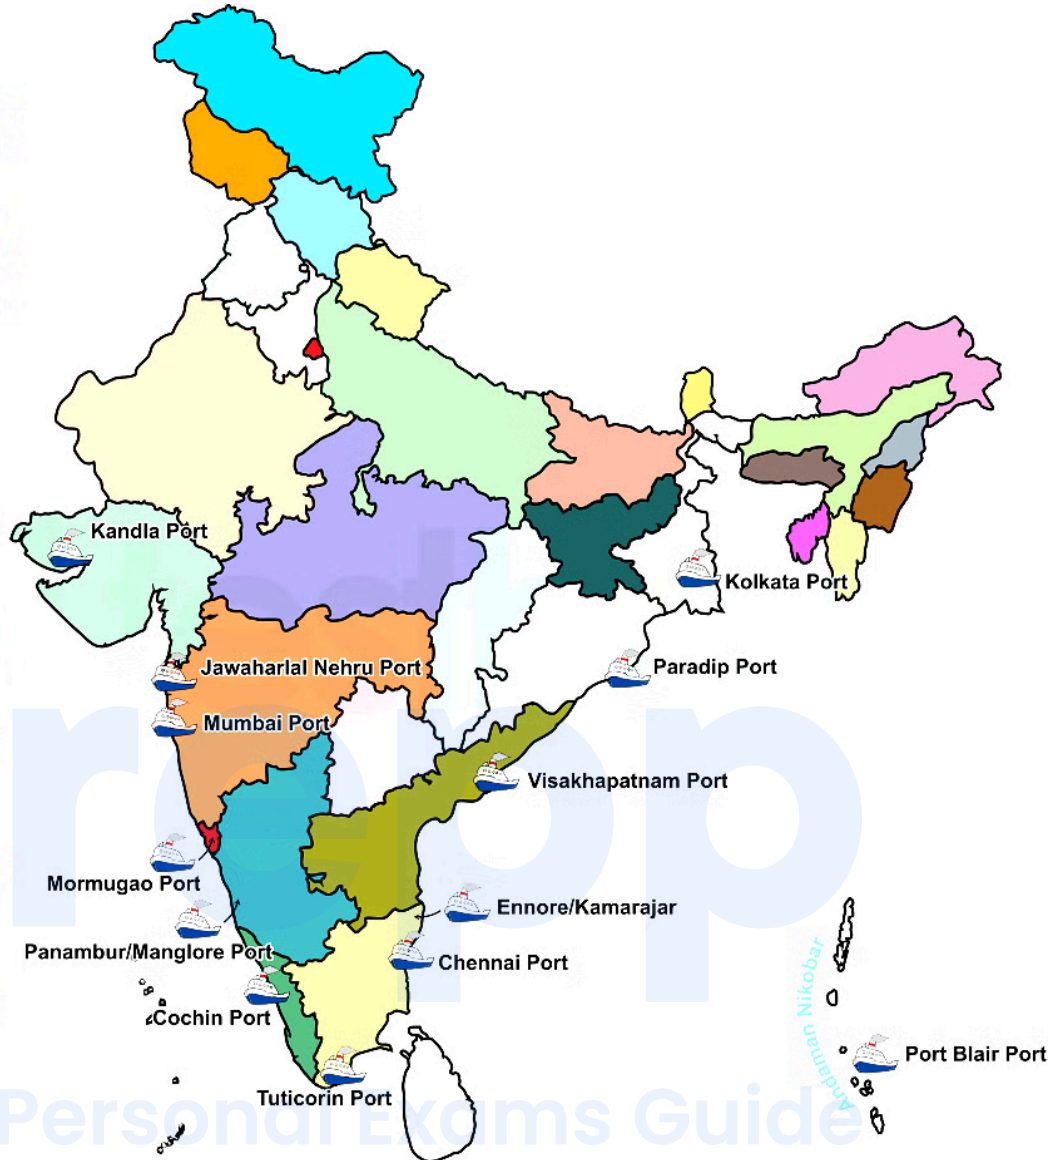 Kandla Port
Kolkata Port
Jawaharlal Nehru Port
Paradip Port
Mumbai Port
Visakhapatnam Port
Mormugao Port
Ennore/Kamarajar
Panambur/Manglore Port
Chennai Port
Andaman Nikobar
Cochin Port
Port Blair Port
Tuticorin Port
repp
Personal Exams Guide